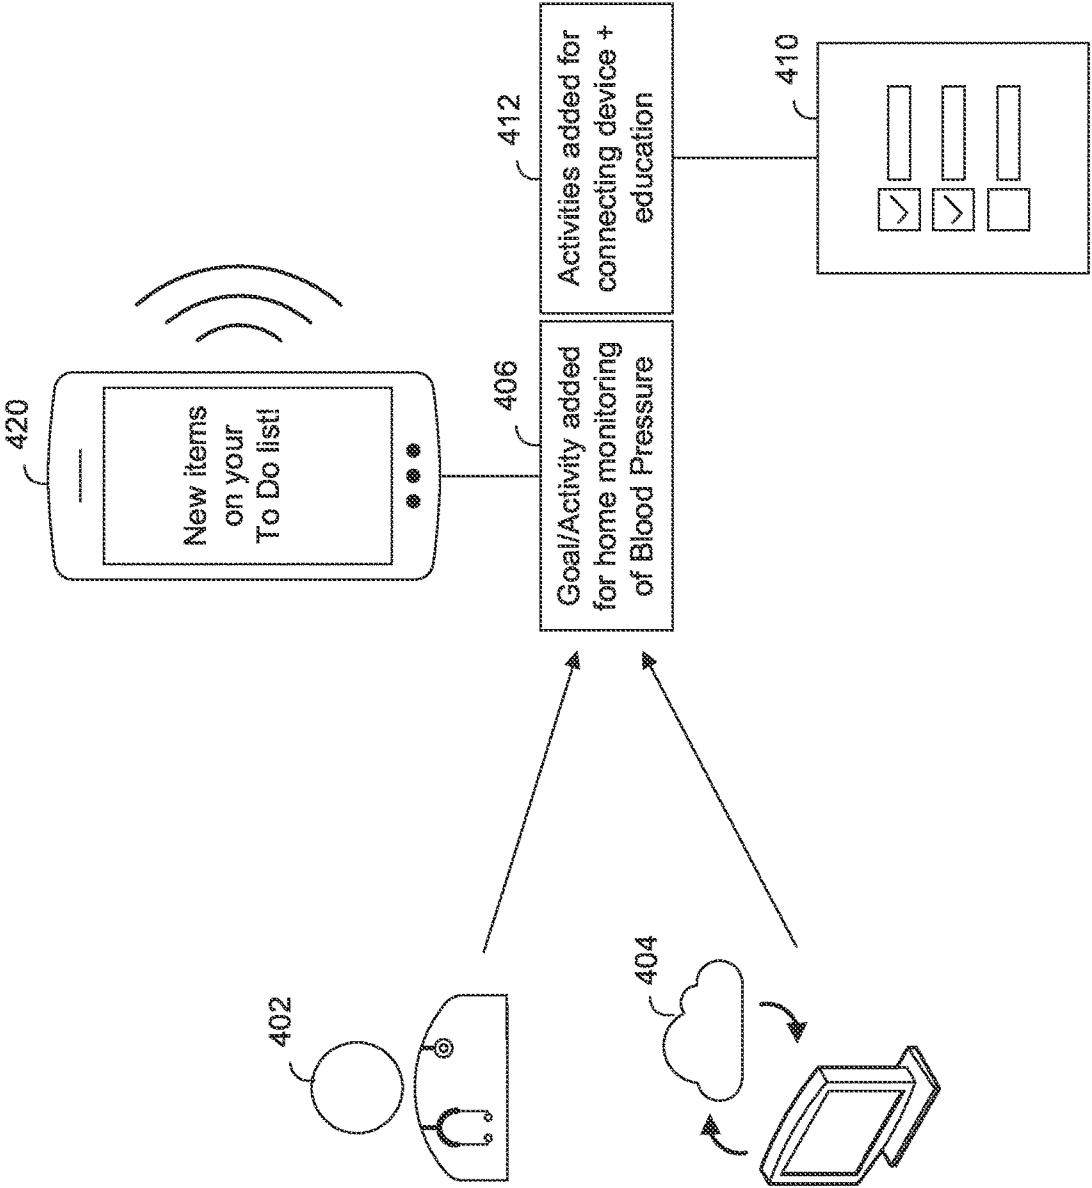 402
404
420
New items
on your
To Do list!
406
Goal/Activity added
for home monitoring
of Blood Pressure
412
Activities added for
connecting device +
education
410